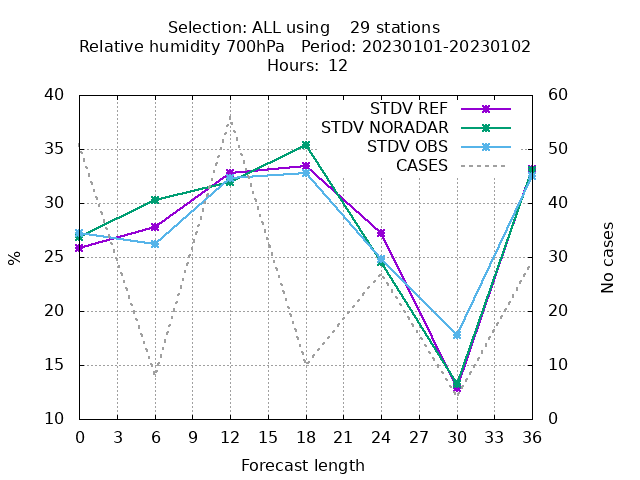 Selection: ALL using    29 stations
Relative humidity 700hPa   Period: 20230101-20230102
Hours: 12
STDV REF
STDV NORADAR
STDV OBS
CASES
40
35
30
25
20
15
10
%
60
50
40
30
20
10
0
No cases
0 3 6 9 12 15 18 21 24 27 30 33 36
Forecast length